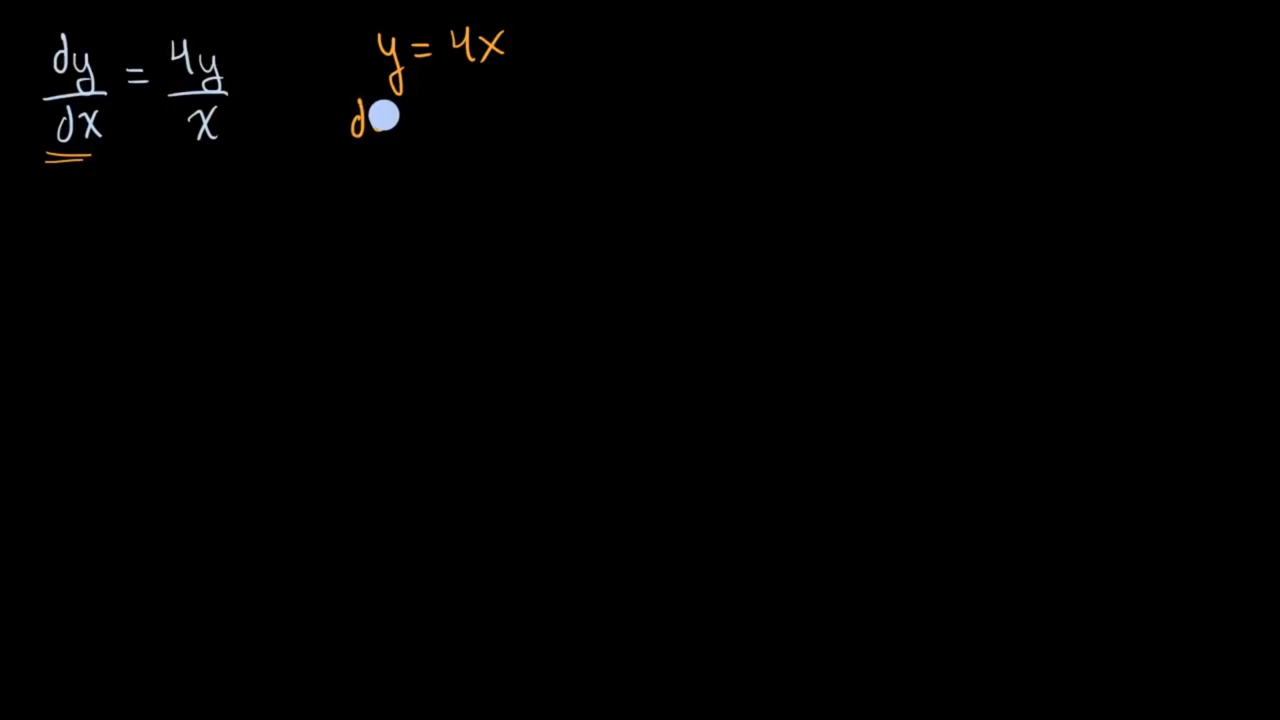 dy/dx = 4y/x
y = 4x
d